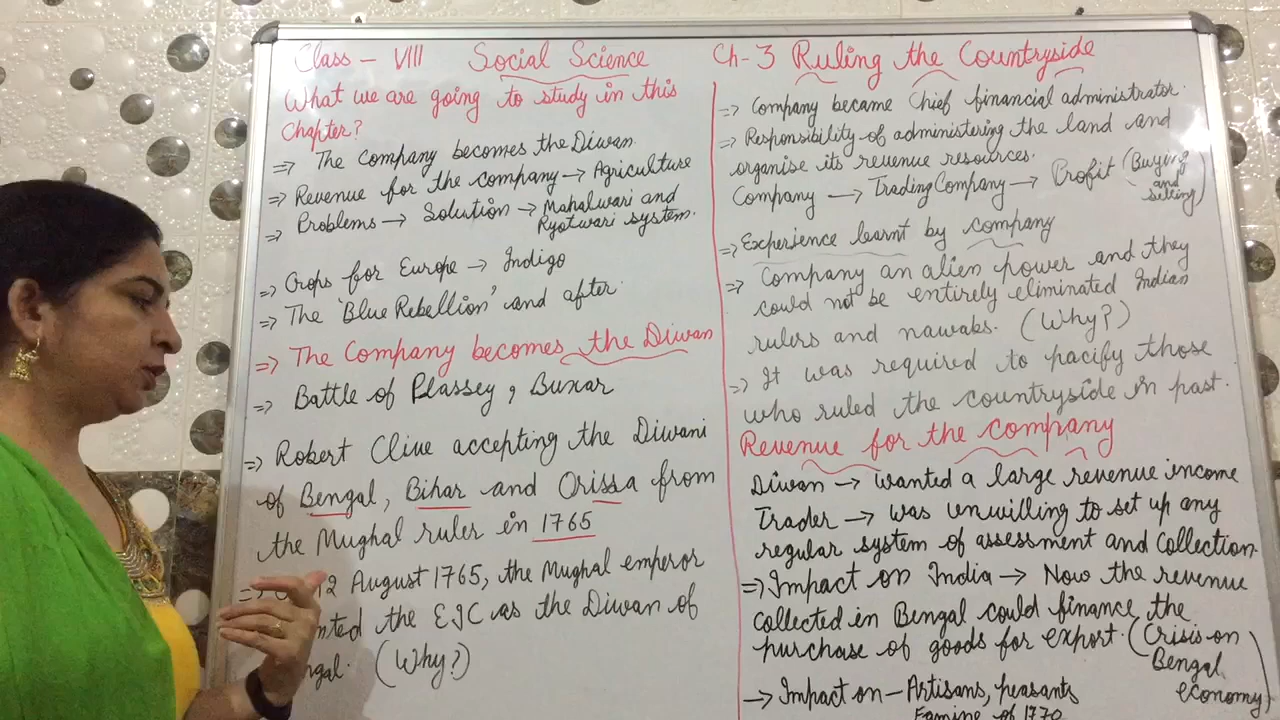 Class - VIII Social Science
What we are going to study in this
Chapter?
=> The company becomes the Diwan.
=> Revenue for the company → Agriculture
=> Problems → Solution → Mahalwari and
Ryotwari system.
=> Crops for Europe → Indigo
=> The 'Blue Rebellion' and after.
=> The Company becomes the Diwan
=> Battle of Plassey, Buxar
=> Robert Clive accepting the Diwani
of Bengal, Bihar and Orissa from
the Mughal ruler in 1765
=> 2 August 1765, the Mughal emperor
nted the EIC as the Diwan of
ngal. (Why?)
Ch-3 Ruling the Countryside
=> Company became Chief financial administrator.
=> Responsibility of administering the land and
organise its revenue resources.
Company → Trading Company → Profit (Buying
and
selling)
=> Experience learnt by company
=> Company an alien power and they
could not be entirely eliminated Indian
rulers and nawabs. (Why?)
=> It was required to pacify those
who ruled the countryside in past.
Revenue for the company
Diwan → wanted a large revenue income
Trader → was unwilling to set up any
regular system of assessment and collection.
=> Impact on India → Now the revenue
collected in Bengal could finance the
purchase of goods for export. (Crisis on
Bengal
economy)
→ Impact on - Artisans, peasants
Famine of 1770